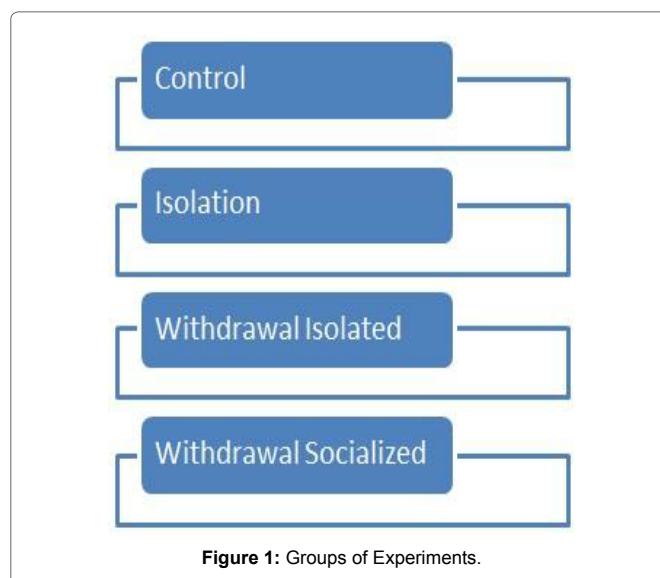 Control
Isolation
Withdrawal Isolated
Withdrawal Socialized
Figure 1: Groups of Experiments.